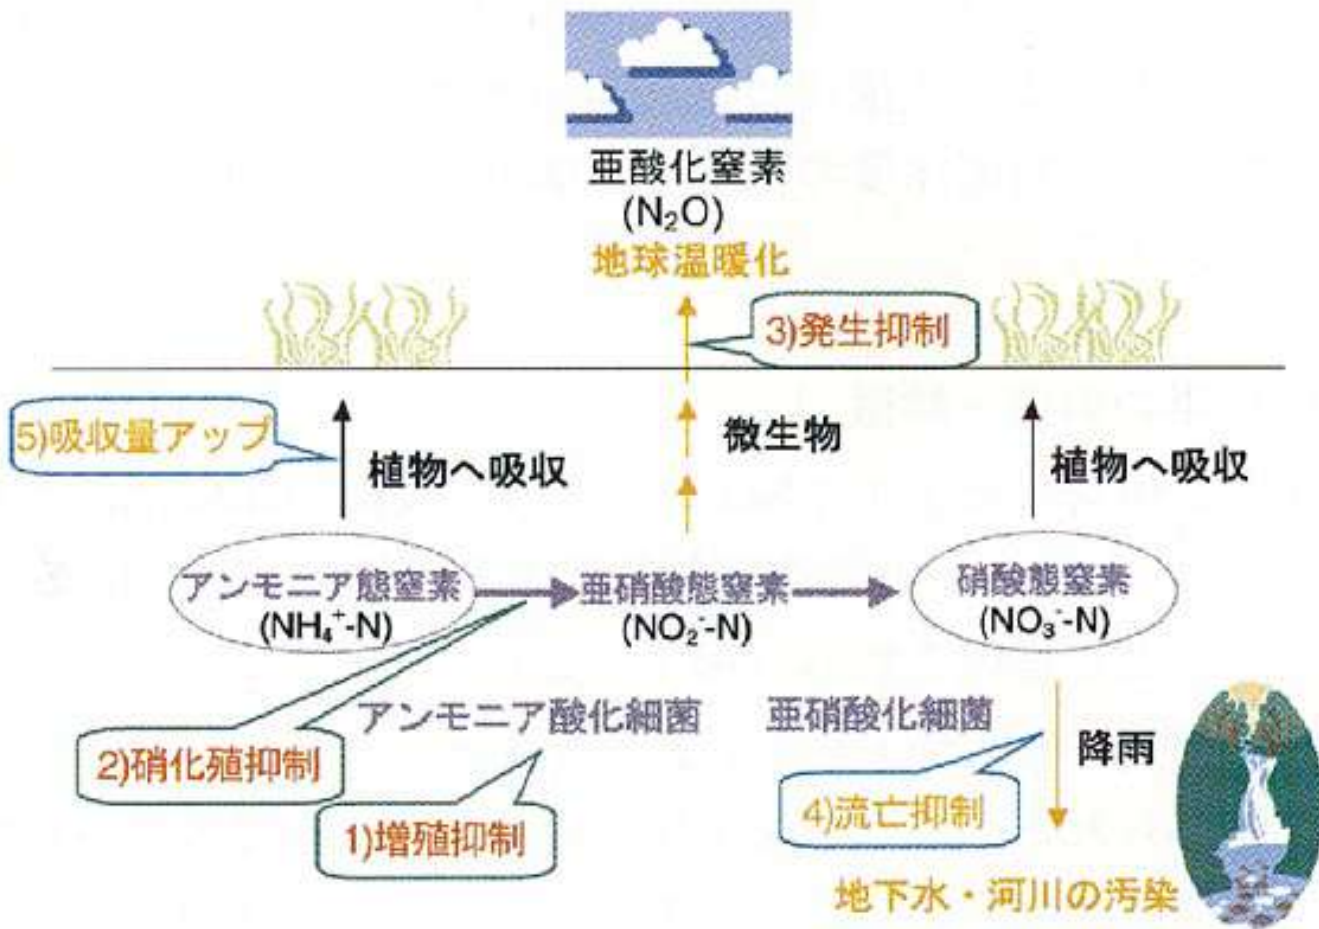 亜酸化窒素
(N₂O)
地球温暖化
3)発生抑制
5)吸収量アップ
植物へ吸収
微生物
植物へ吸収
アンモニア態窒素
(NH₄⁺-N)
亜硝酸態窒素
(NO₂⁻-N)
硝酸態窒素
(NO₃⁻-N)
アンモニア酸化細菌
亜硝酸化細菌
2)硝化殖抑制
降雨
1)増殖抑制
4)流亡抑制
地下水・河川の汚染